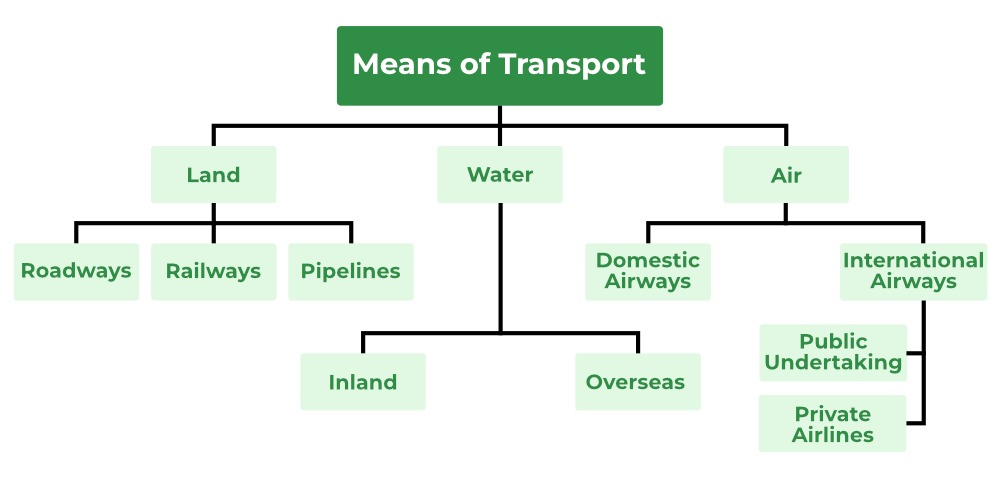 Means of Transport
Land
Water
Air
Roadways
Railways
Pipelines
Domestic
Airways
International
Airways
Public
Undertaking
Inland
Overseas
Private
Airlines